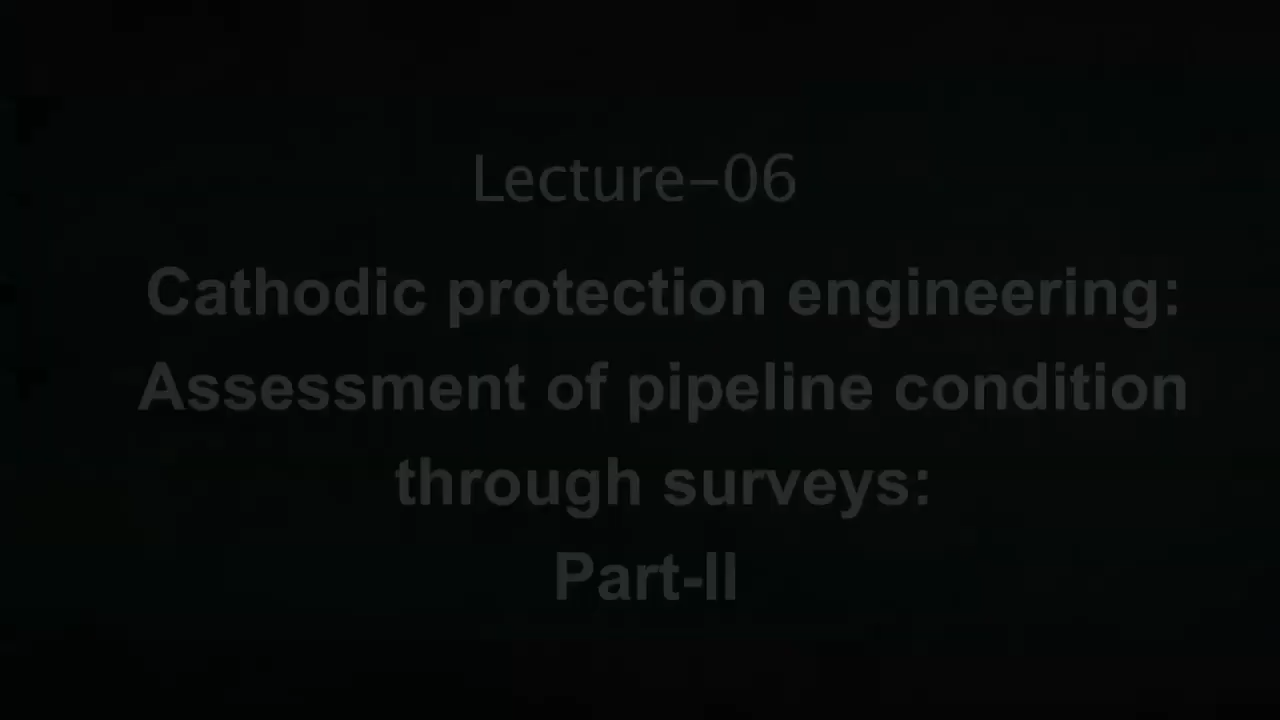 Lecture-06
Cathodic protection engineering:
Assessment of pipeline condition
through surveys:
Part-II